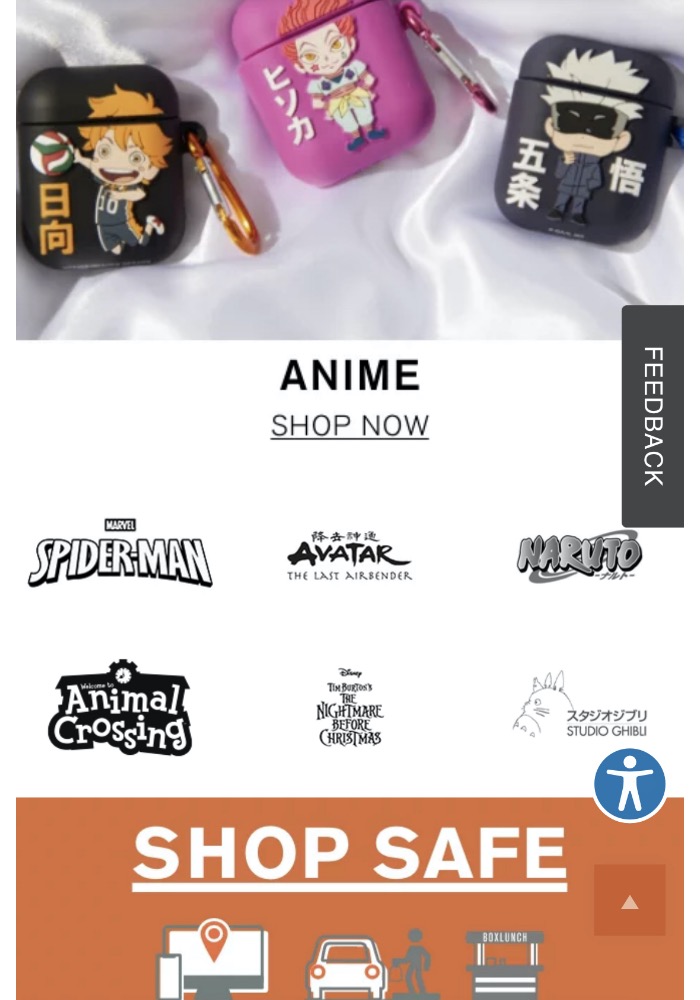 ヒソカ
日向
10
五条
悟
ANIME
SHOP NOW
FEEDBACK
MARVEL
SPIDER-MAN
降去神通
AVATAR
THE LAST AIRBENDER
NARUTO
-ナルト-
Welcome to
Animal
Crossing
Disney
TIM BURTON'S
THE
NIGHTMARE
BEFORE
CHRISTMAS
スタジオジブリ
STUDIO GHIBLI
SHOP SAFE
BOXLUNCH